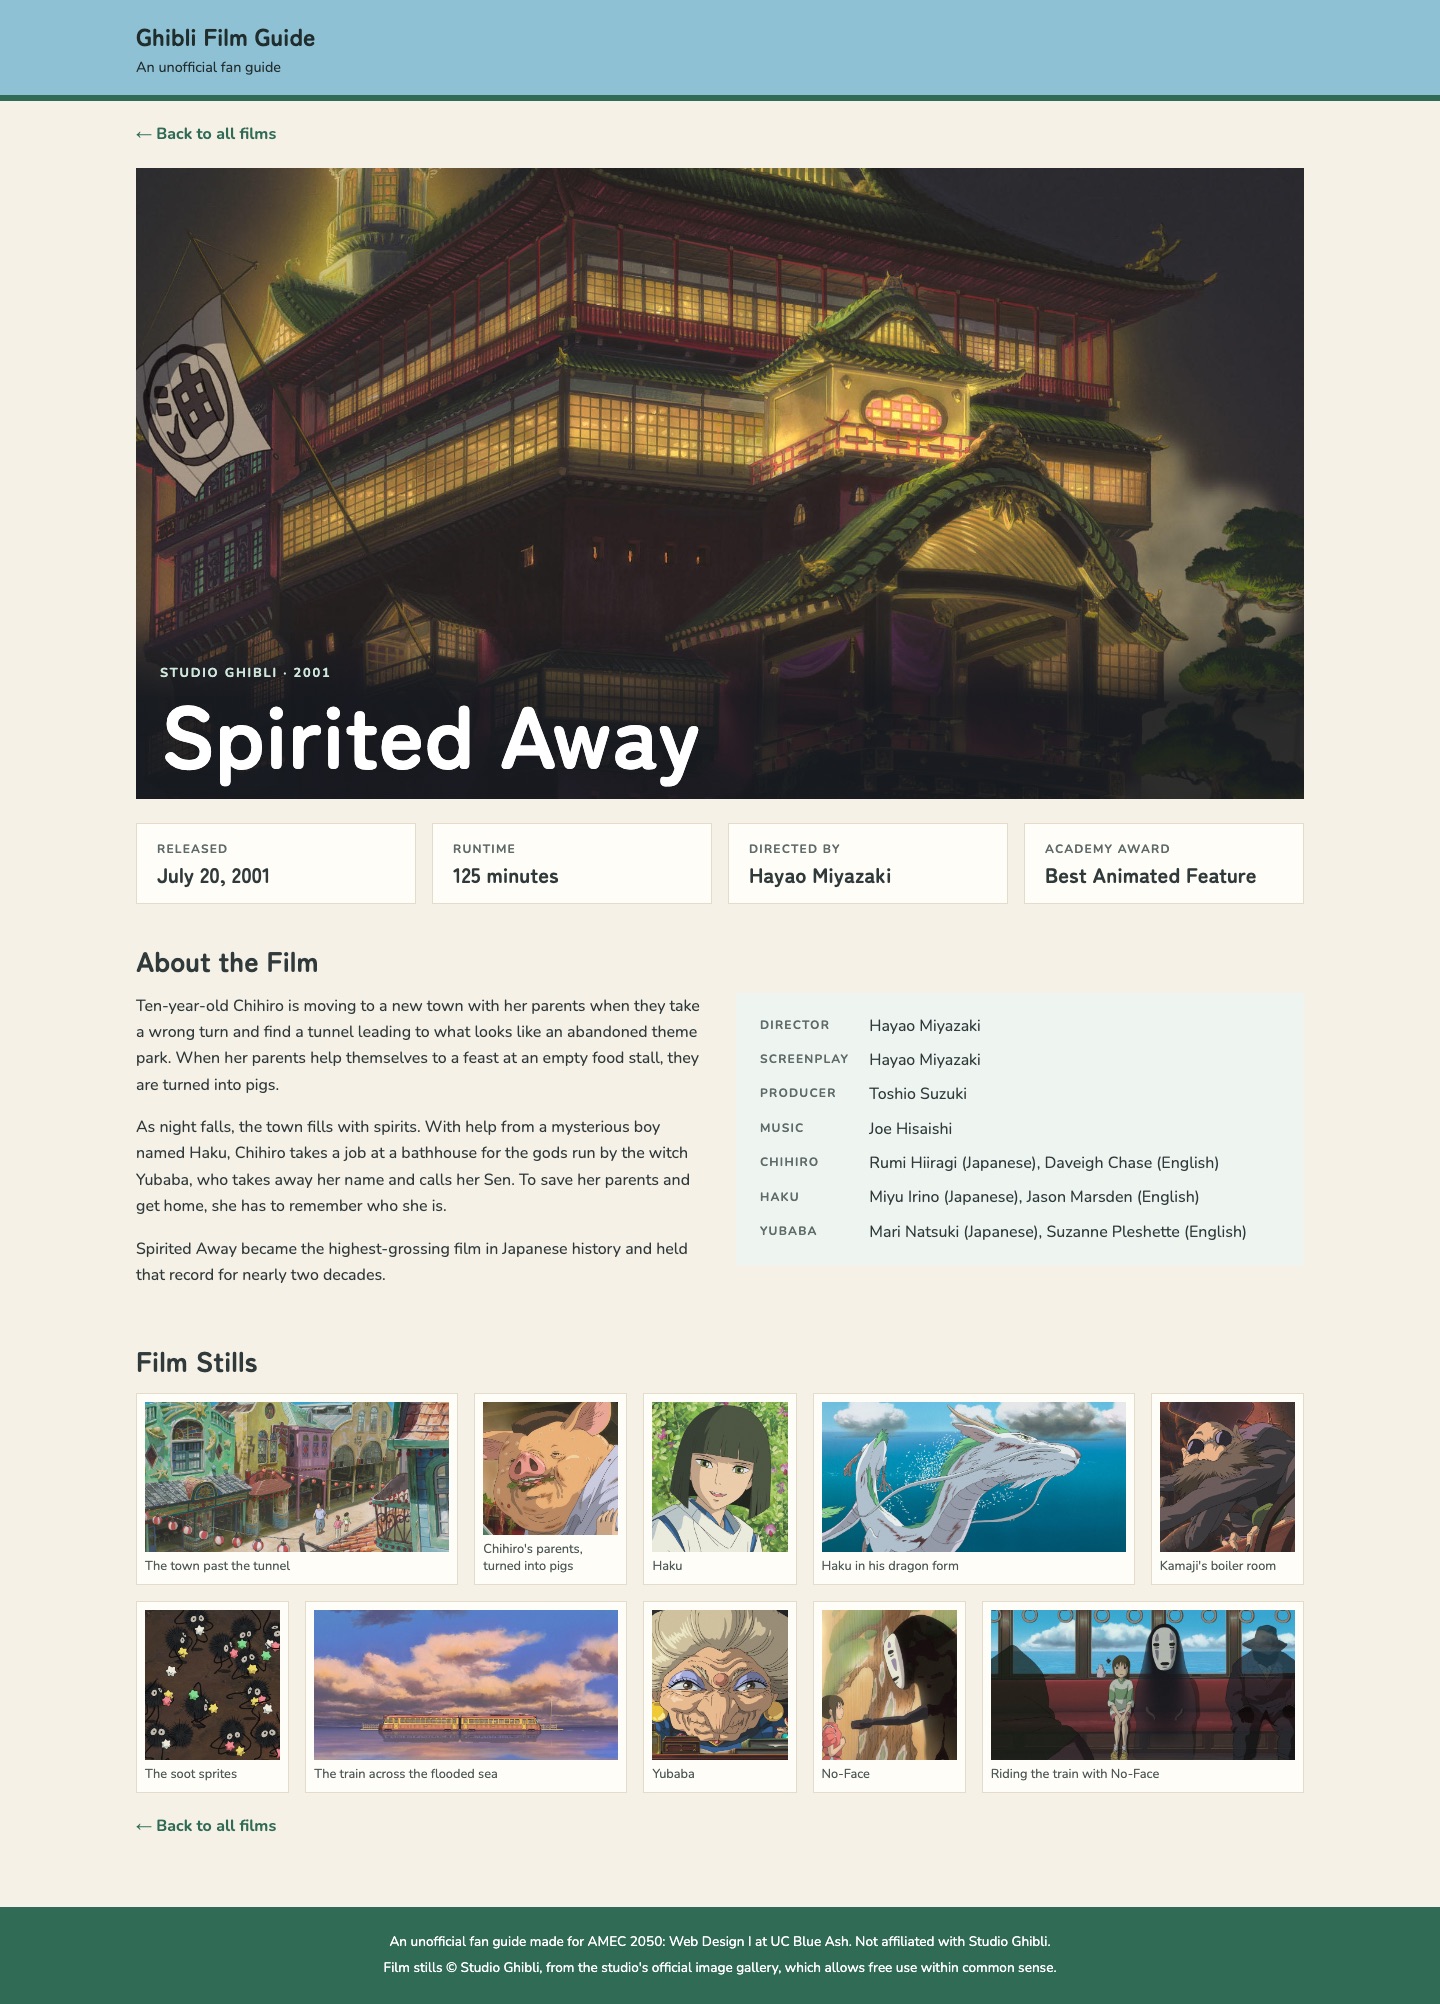 Ghibli Film Guide
An unofficial fan guide
← Back to all films
油
STUDIO GHIBLI · 2001
Spirited Away
RELEASED
July 20, 2001
RUNTIME
125 minutes
DIRECTED BY
Hayao Miyazaki
ACADEMY AWARD
Best Animated Feature
About the Film
Ten-year-old Chihiro is moving to a new town with her parents when they take
a wrong turn and find a tunnel leading to what looks like an abandoned theme
park. When her parents help themselves to a feast at an empty food stall, they
are turned into pigs.
As night falls, the town fills with spirits. With help from a mysterious boy
named Haku, Chihiro takes a job at a bathhouse for the gods run by the witch
Yubaba, who takes away her name and calls her Sen. To save her parents and
get home, she has to remember who she is.
Spirited Away became the highest-grossing film in Japanese history and held
that record for nearly two decades.
DIRECTOR Hayao Miyazaki
SCREENPLAY Hayao Miyazaki
PRODUCER Toshio Suzuki
MUSIC Joe Hisaishi
CHIHIRO Rumi Hiiragi (Japanese), Daveigh Chase (English)
HAKU Miyu Irino (Japanese), Jason Marsden (English)
YUBABA Mari Natsuki (Japanese), Suzanne Pleshette (English)
Film Stills
The town past the tunnel
Chihiro's parents,
turned into pigs
Haku
Haku in his dragon form
Kamaji's boiler room
The soot sprites
The train across the flooded sea
Yubaba
No-Face
Riding the train with No-Face
← Back to all films
An unofficial fan guide made for AMEC 2050: Web Design I at UC Blue Ash. Not affiliated with Studio Ghibli.
Film stills © Studio Ghibli, from the studio's official image gallery, which allows free use within common sense.